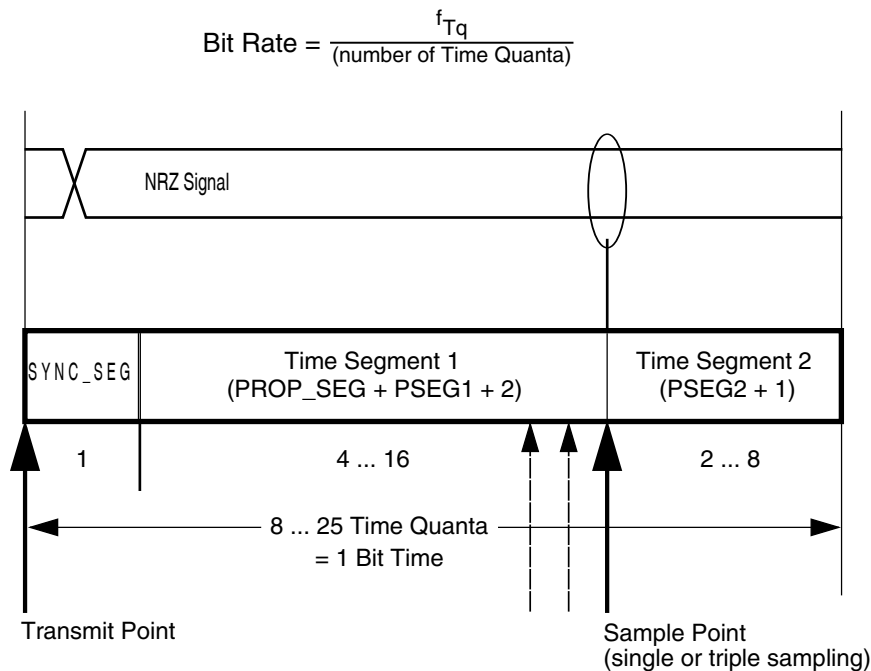 Bit Rate = fTq
(number of Time Quanta)
NRZ Signal
SYNC_SEG
Time Segment 1
(PROP_SEG + PSEG1 + 2)
Time Segment 2
(PSEG2 + 1)
1
4 ... 16
2 ... 8
8 ... 25 Time Quanta
= 1 Bit Time
Transmit Point
Sample Point
(single or triple sampling)